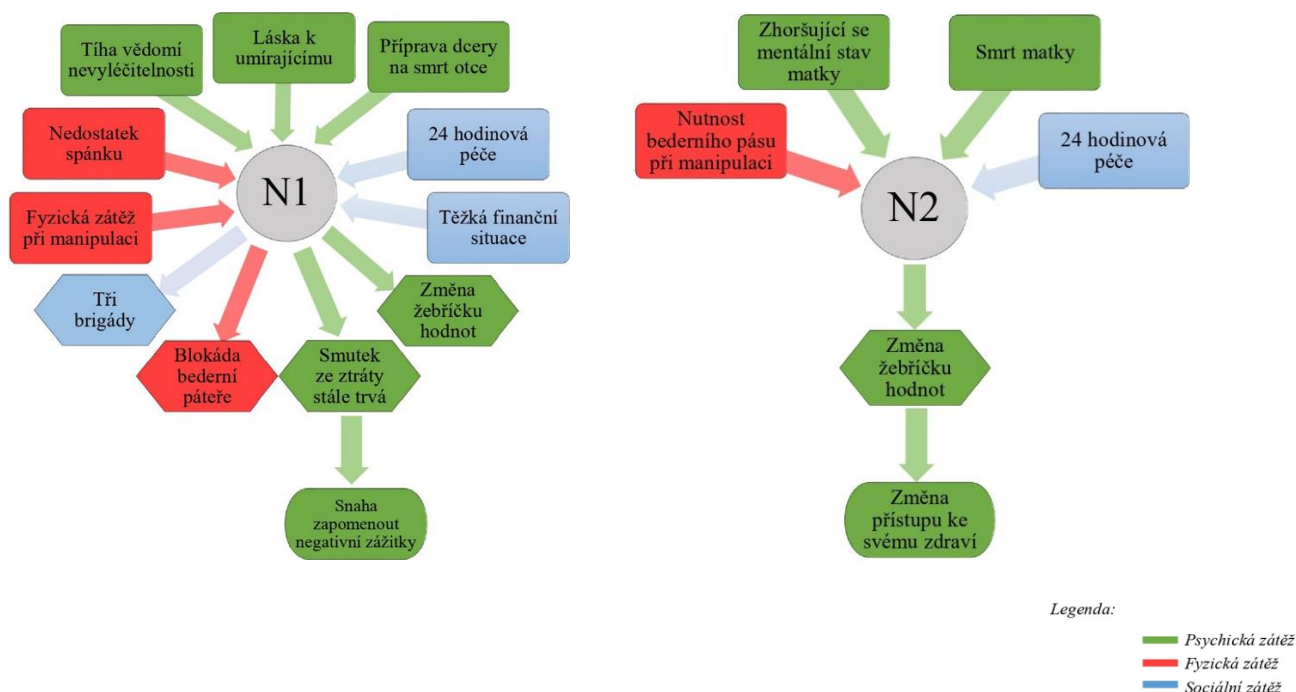 Tíha vědomí
nevyléčitelnosti
Láska k
umírajícímu
Příprava dcery
na smrt otce
Nedostatek
spánku
24 hodinová
péče
N1
Fyzická zátěž
při manipulaci
Těžká finanční
situace
Tři
brigády
Blokáda
bederní
páteře
Smutek
ze ztráty
stále trvá
Změna
žebříčku
hodnot
Snaha
zapomenout
negativní zážitky
Zhoršující se
mentální stav
matky
Smrt matky
Nutnost
bederního pásu
při manipulaci
24 hodinová
péče
N2
Změna
žebříčku
hodnot
Změna
přístupu ke
svému zdraví
Legenda:
Psychická zátěž
Fyzická zátěž
Sociální zátěž